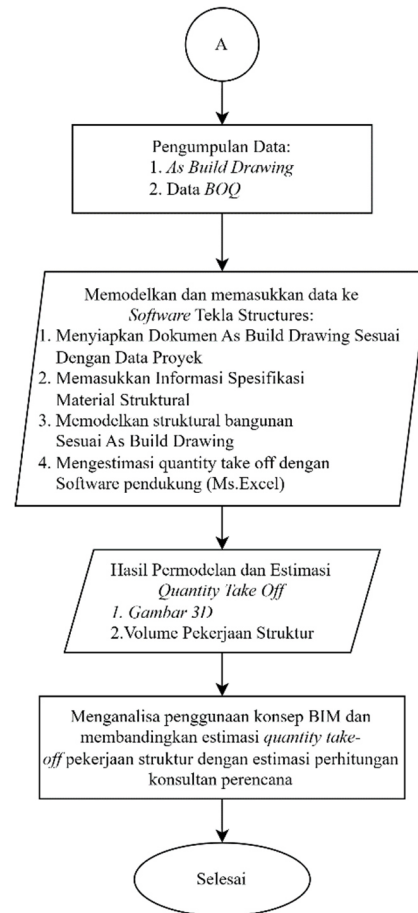 A
Pengumpulan Data:
1. As Build Drawing
2. Data BOQ
Memodelkan dan memasukkan data ke
Software Tekla Structures:
1. Menyiapkan Dokumen As Build Drawing Sesuai
Dengan Data Proyek
2. Memasukkan Informasi Spesifikasi
Material Struktural
3. Memodelkan struktural bangunan
Sesuai As Build Drawing
4. Mengestimasi quantity take off dengan
Software pendukung (Ms.Excel)
Hasil Permodelan dan Estimasi
Quantity Take Off
1. Gambar 3D
2.Volume Pekerjaan Struktur
Menganalisa penggunaan konsep BIM dan
membandingkan estimasi quantity take-
off pekerjaan struktur dengan estimasi perhitungan
konsultan perencana
Selesai